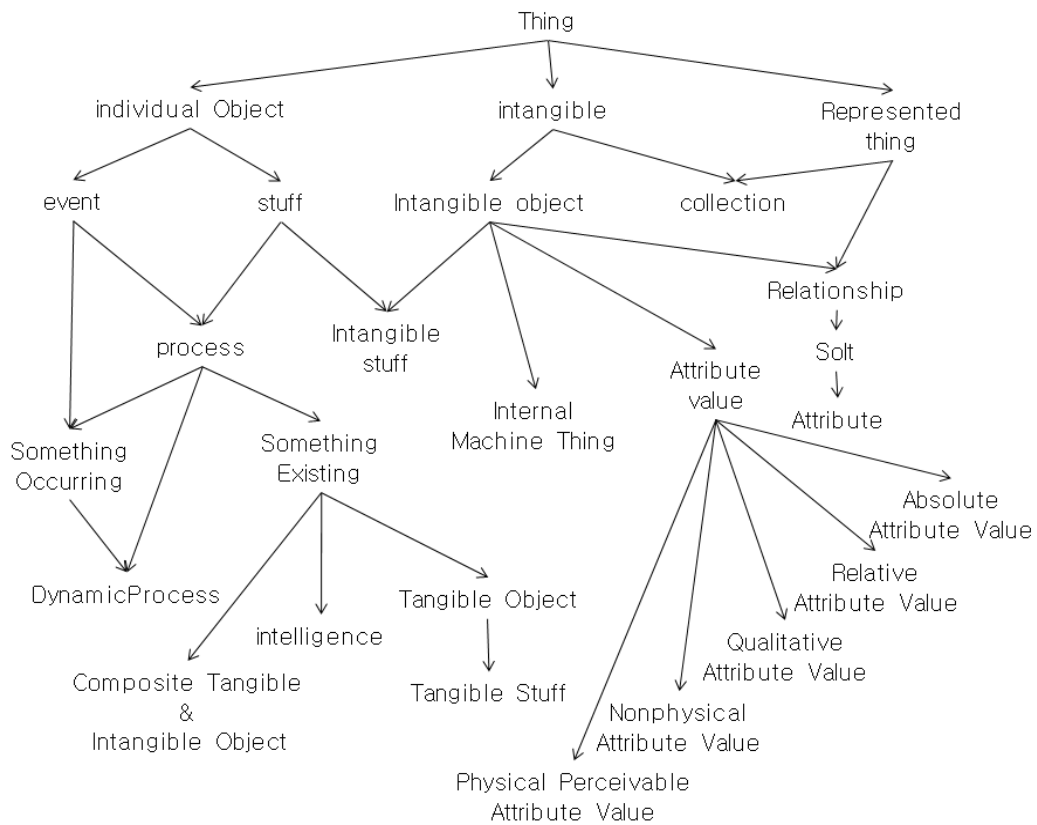 Thing
individual Object
intangible
Represented
thing
event
stuff
Intangible object
collection
Relationship
process
Intangible
stuff
Solt
Attribute
value
Internal
Machine Thing
Attribute
Something
Occurring
Something
Existing
Absolute
Attribute Value
DynamicProcess
Tangible Object
Relative
Attribute Value
intelligence
Qualitative
Attribute Value
Composite Tangible
&
Intangible Object
Tangible Stuff
Nonphysical
Attribute Value
Physical Perceivable
Attribute Value